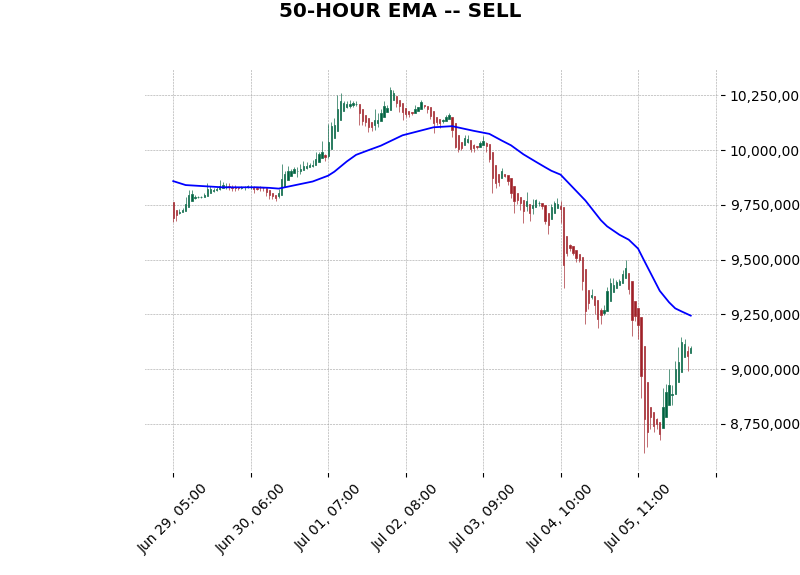 50-HOUR EMA -- SELL
10,250,00
10,000,00
9,750,000
9,500,000
9,250,000
9,000,000
8,750,000
Jun 29, 05:00
Jun 30, 06:00
Jul 01, 07:00
Jul 02, 08:00
Jul 03, 09:00
Jul 04, 10:00
Jul 05, 11:00